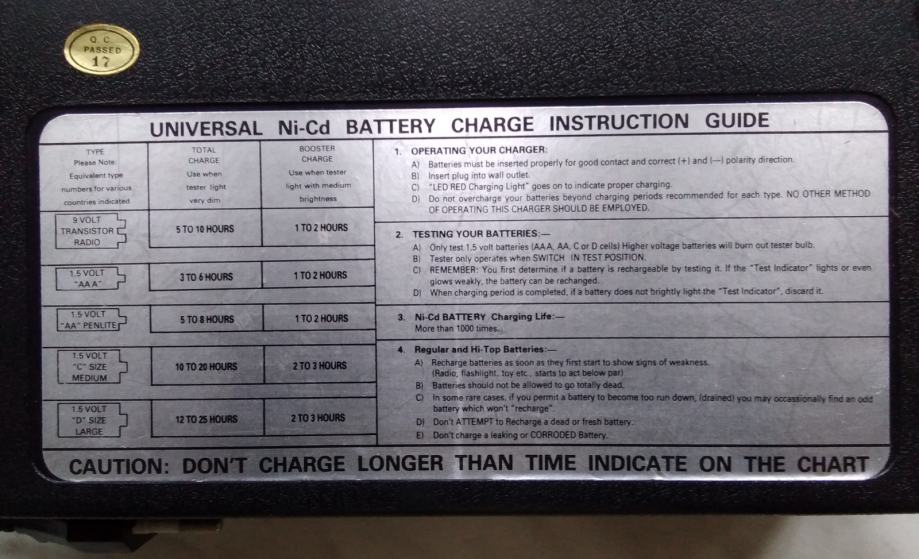 Q. C.
PASSED
17
UNIVERSAL Ni-Cd BATTERY CHARGE INSTRUCTION GUIDE
TYPE
Please Note:
Equivalent type
numbers for various
countries indicated
TOTAL
CHARGE
Use when
tester light
very dim
BOOSTER
CHARGE
Use when tester
light with medium
brightness
9 VOLT
TRANSISTOR
RADIO
5 TO 10 HOURS
1 TO 2 HOURS
1.5 VOLT
"AAA"
3 TO 6 HOURS
1 TO 2 HOURS
1.5 VOLT
"AA" PENLITE
5 TO 8 HOURS
1 TO 2 HOURS
1.5 VOLT
"C" SIZE
MEDIUM
10 TO 20 HOURS
2 TO 3 HOURS
1.5 VOLT
"D" SIZE
LARGE
12 TO 25 HOURS
2 TO 3 HOURS
1. OPERATING YOUR CHARGER:
A) Batteries must be inserted properly for good contact and correct (+) and (—) polarity direction.
B) Insert plug into wall outlet.
C) "LED RED Charging Light" goes on to indicate proper charging.
D) Do not overcharge your batteries beyond charging periods recommended for each type. NO OTHER METHOD
OF OPERATING THIS CHARGER SHOULD BE EMPLOYED.
2. TESTING YOUR BATTERIES:—
A) Only test 1.5 volt batteries (AAA, AA, C or D cells) Higher voltage batteries will burn out tester bulb.
B) Tester only operates when SWITCH IN TEST POSITION.
C) REMEMBER: You first determine if a battery is rechargeable by testing it. If the "Test Indicator" lights or even
glows weakly, the battery can be rechanged.
D) When charging period is completed, if a battery does not brightly light the "Test Indicator", discard it.
3. Ni-Cd BATTERY Charging Life:—
More than 1000 times.
4. Regular and Hi-Top Batteries:—
A) Recharge batteries as soon as they first start to show signs of weakness.
(Radio, flashlight, toy etc., starts to act below par)
B) Batteries should not be allowed to go totally dead.
C) In some rare cases, if you permit a battery to become too run down, (drained) you may occassionally find an odd
battery which won't "recharge".
D) Don't ATTEMPT to Recharge a dead or fresh battery.
E) Don't charge a leaking or CORRODED Battery.
CAUTION: DON'T CHARGE LONGER THAN TIME INDICATE ON THE CHART